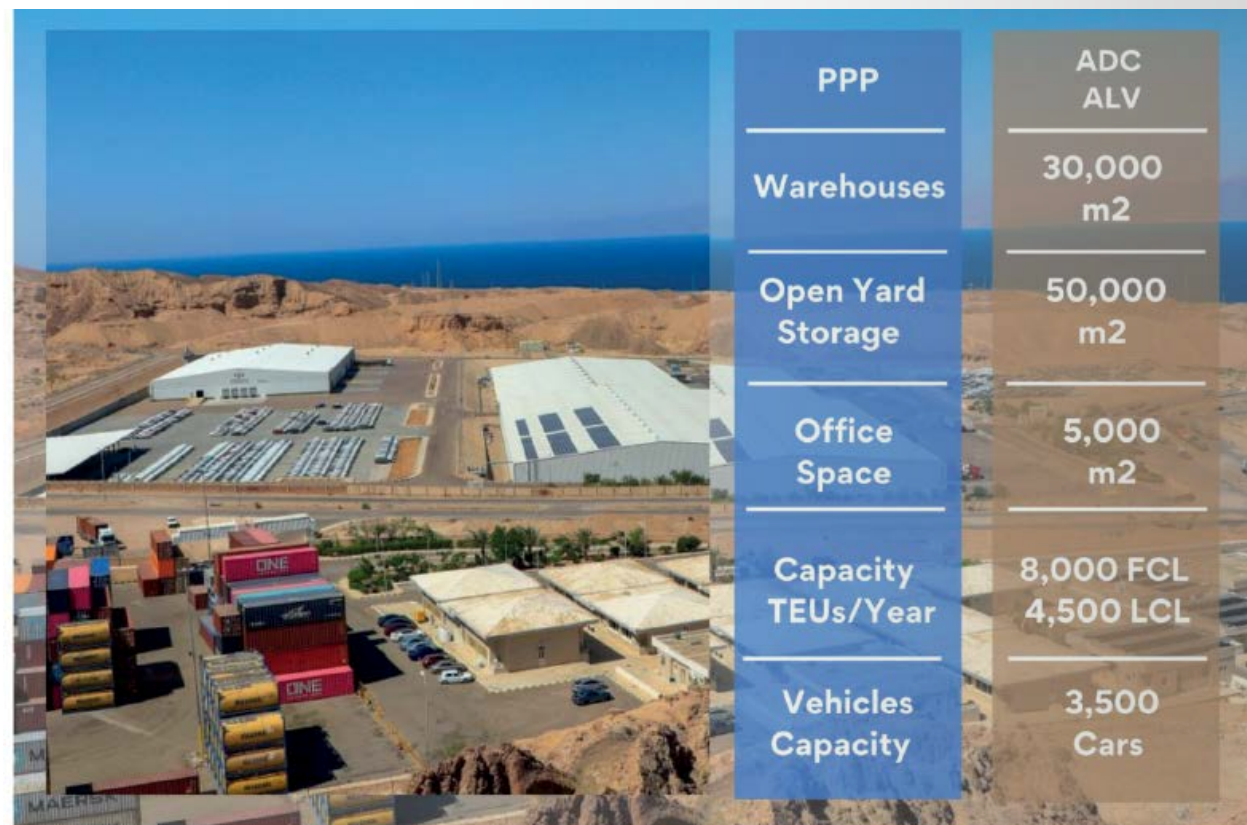 PPP
ADC
ALV
Warehouses
30,000
m2
Open Yard
Storage
50,000
m2
Office
Space
5,000
m2
Capacity
TEUs/Year
8,000 FCL
4,500 LCL
Vehicles
Capacity
3,500
Cars
ONE
ONE
MAERSK